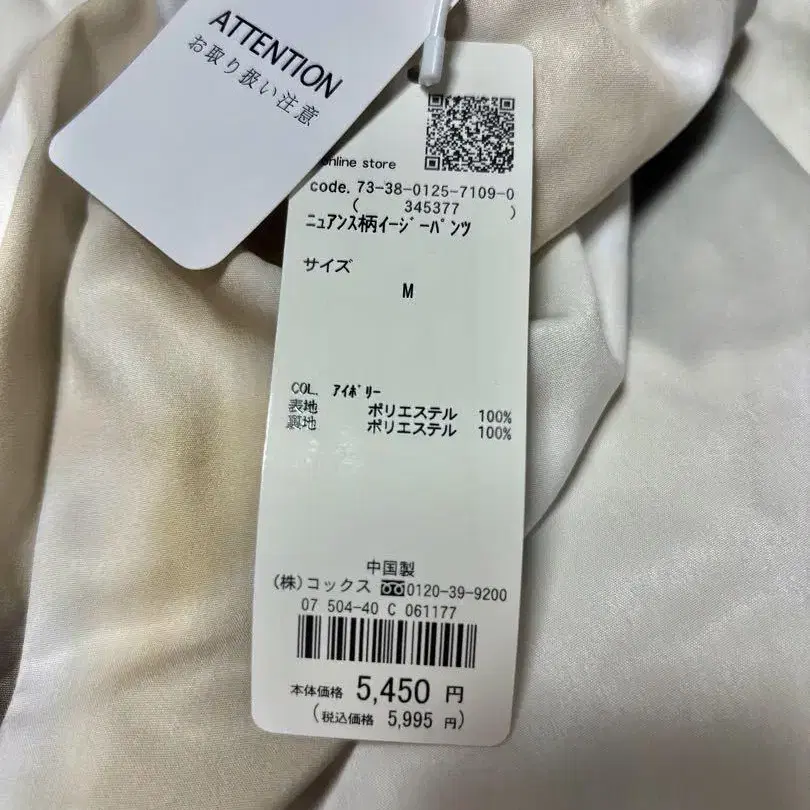 ATTENTION
お取り扱い注意
online store
code. 73-38-0125-7109-0
( 345377 )
ﾆｭｱﾝｽ柄ｲｰｼﾞｰﾊﾟﾝﾂ
サイズ
M
COL. ｱｲﾎﾞﾘｰ
表地 ポリエステル 100%
裏地 ポリエステル 100%
中国製
(株)コックス 0120-39-9200
07 504-40 C 061177
本体価格 5,450 円
(税込価格 5,995 円)